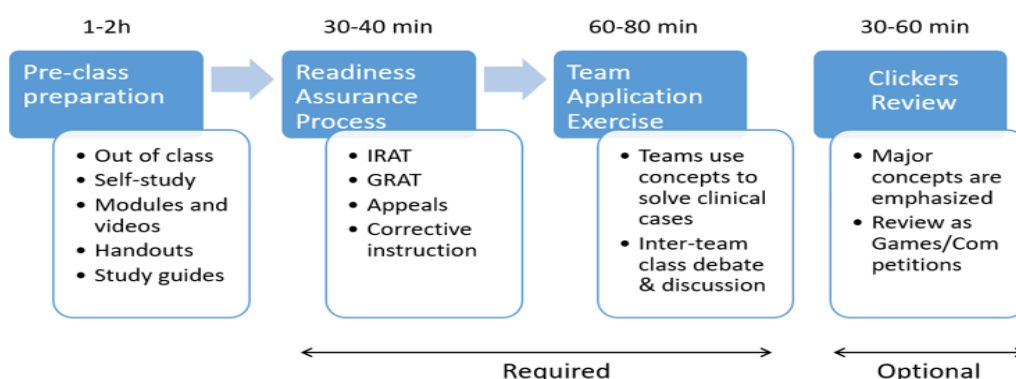 1-2h
30-40 min
60-80 min
30-60 min
Pre-class
preparation
Readiness
Assurance
Process
Team
Application
Exercise
Clickers
Review
• Out of class
• Self-study
• Modules and
videos
• Handouts
• Study guides
• IRAT
• GRAT
• Appeals
• Corrective
instruction
• Teams use
concepts to
solve clinical
cases
• Inter-team
class debate
& discussion
• Major
concepts are
emphasized
• Review as
Games/Com
petitions
Required
Optional